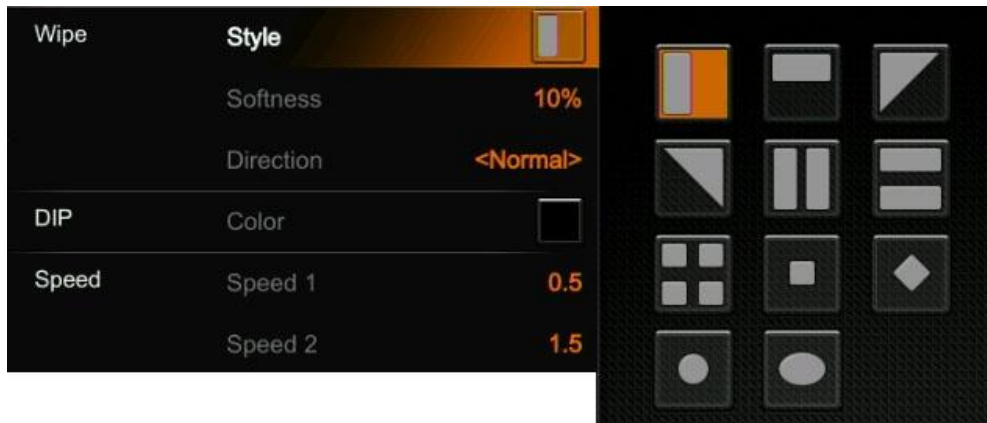 Wipe Style
Softness 10%
Direction <Normal>
DIP Color
Speed Speed 1 0.5
Speed 2 1.5